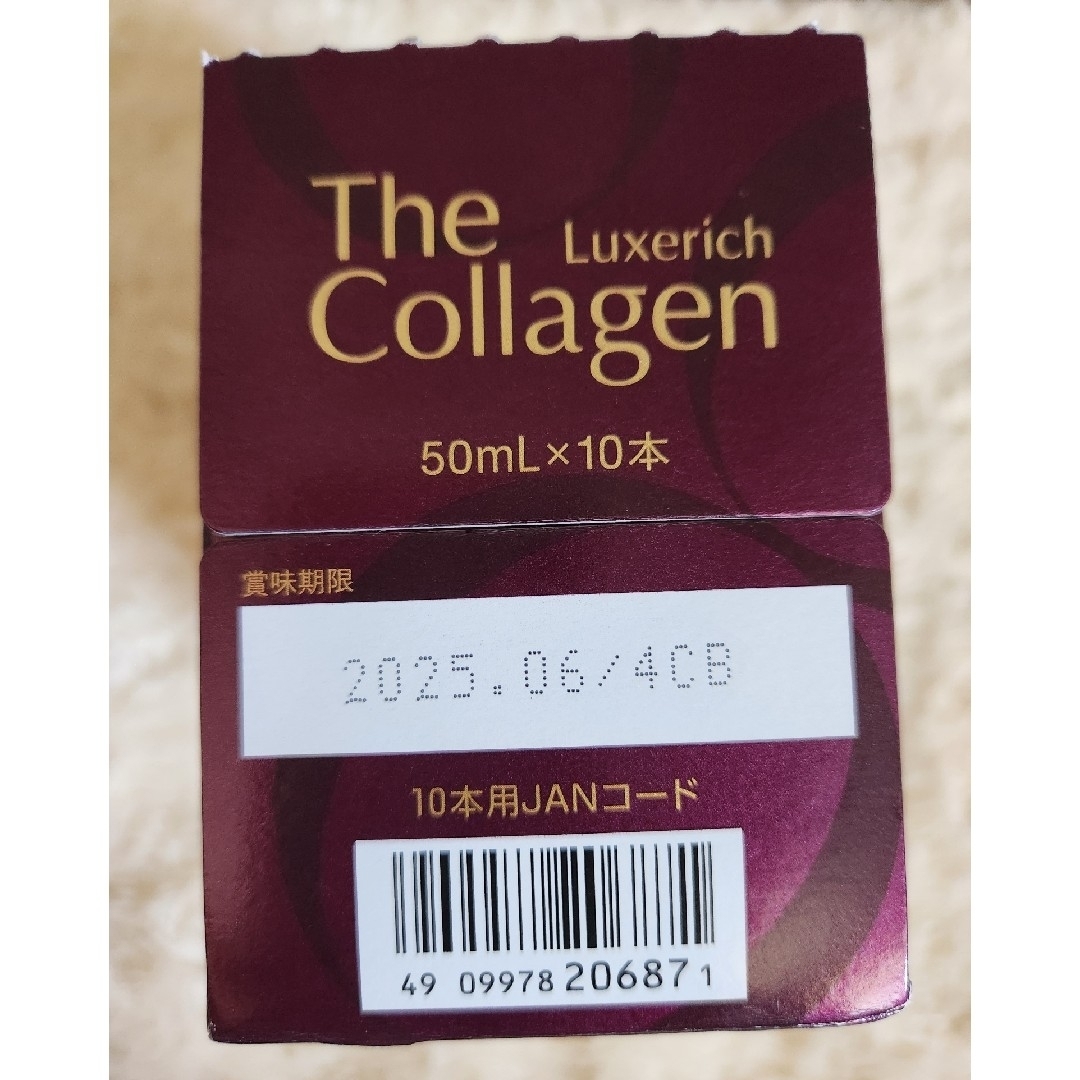 The
Luxerich
Collagen
50mL×10本
賞味期限
2025.06/4CB
10本用JANコード
49 09978 20687 1